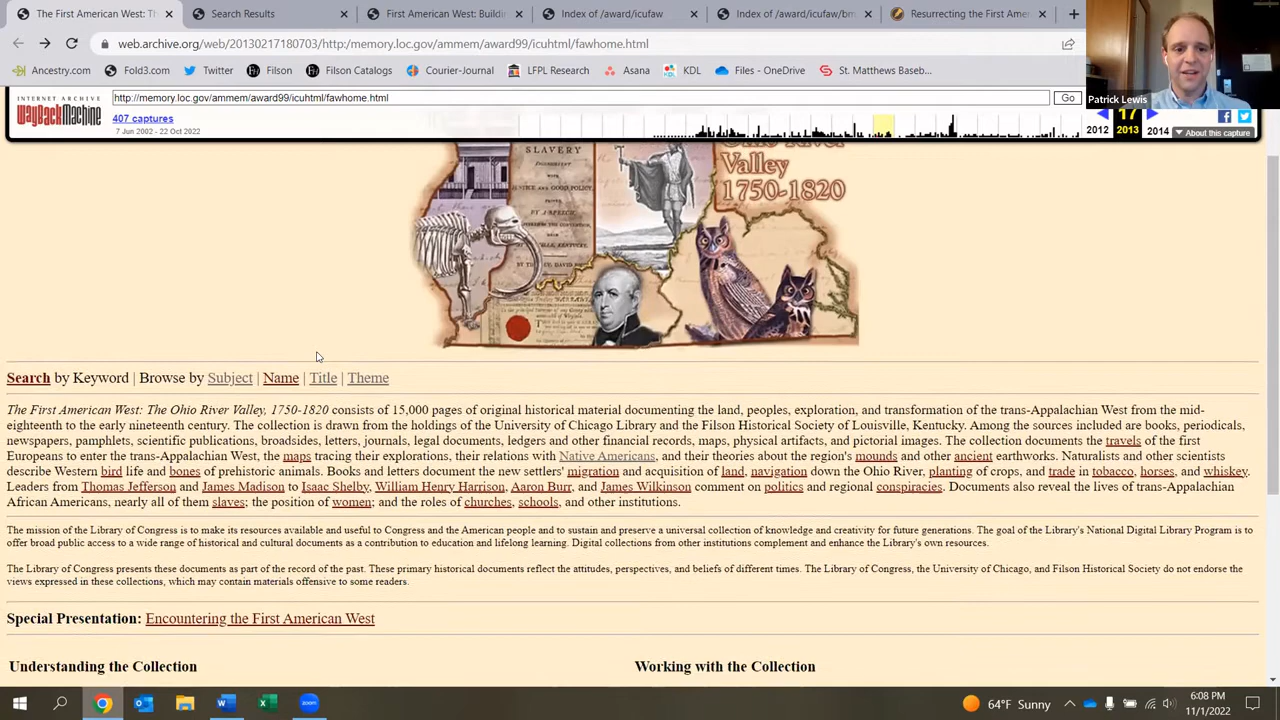 The First American West: Th
Search Results
First American West: Buildi
Index of /award/icufaw
Index of /award/icufaw/bm
Resurrecting the First Ame
web.archive.org/web/20130217180703/http:/memory.loc.gov/ammem/award99/icuhtml/fawhome.html
Ancestry.com
Fold3.com
Twitter
Filson
Filson Catalogs
Courier-Journal
LFPL Research
Asana
KDL
Files - OneDrive
St. Matthews Baseb...
Patrick Lewis
INTERNET ARCHIVE
WayBackMachine
http://memory.loc.gov/ammem/award99/icuhtml/fawhome.html
Go
407 captures
7 Jun 2002 - 22 Oct 2022
17
2012 2013 2014
About this capture
SLAVERY
JUSTICE AND GOOD POLICY,
BY A SPEECH,
Ohio River
Valley
1750-1820
Search by Keyword | Browse by Subject | Name | Title | Theme
The First American West: The Ohio River Valley, 1750-1820 consists of 15,000 pages of original historical material documenting the land, peoples, exploration, and transformation of the trans-Appalachian West from the mid-
eighteenth to the early nineteenth century. The collection is drawn from the holdings of the University of Chicago Library and the Filson Historical Society of Louisville, Kentucky. Among the sources included are books, periodicals,
newspapers, pamphlets, scientific publications, broadsides, letters, journals, legal documents, ledgers and other financial records, maps, physical artifacts, and pictorial images. The collection documents the travels of the first
Europeans to enter the trans-Appalachian West, the maps tracing their explorations, their relations with Native Americans, and their theories about the region's mounds and other ancient earthworks. Naturalists and other scientists
describe Western bird life and bones of prehistoric animals. Books and letters document the new settlers' migration and acquisition of land, navigation down the Ohio River, planting of crops, and trade in tobacco, horses, and whiskey.
Leaders from Thomas Jefferson and James Madison to Isaac Shelby, William Henry Harrison, Aaron Burr, and James Wilkinson comment on politics and regional conspiracies. Documents also reveal the lives of trans-Appalachian
African Americans, nearly all of them slaves; the position of women; and the roles of churches, schools, and other institutions.
The mission of the Library of Congress is to make its resources available and useful to Congress and the American people and to sustain and preserve a universal collection of knowledge and creativity for future generations. The goal of the Library's National Digital Library Program is to
offer broad public access to a wide range of historical and cultural documents as a contribution to education and lifelong learning. Digital collections from other institutions complement and enhance the Library's own resources.
The Library of Congress presents these documents as part of the record of the past. These primary historical documents reflect the attitudes, perspectives, and beliefs of different times. The Library of Congress, the University of Chicago, and Filson Historical Society do not endorse the
views expressed in these collections, which may contain materials offensive to some readers.
Special Presentation: Encountering the First American West
Understanding the Collection
Working with the Collection
64°F Sunny
6:08 PM
11/1/2022